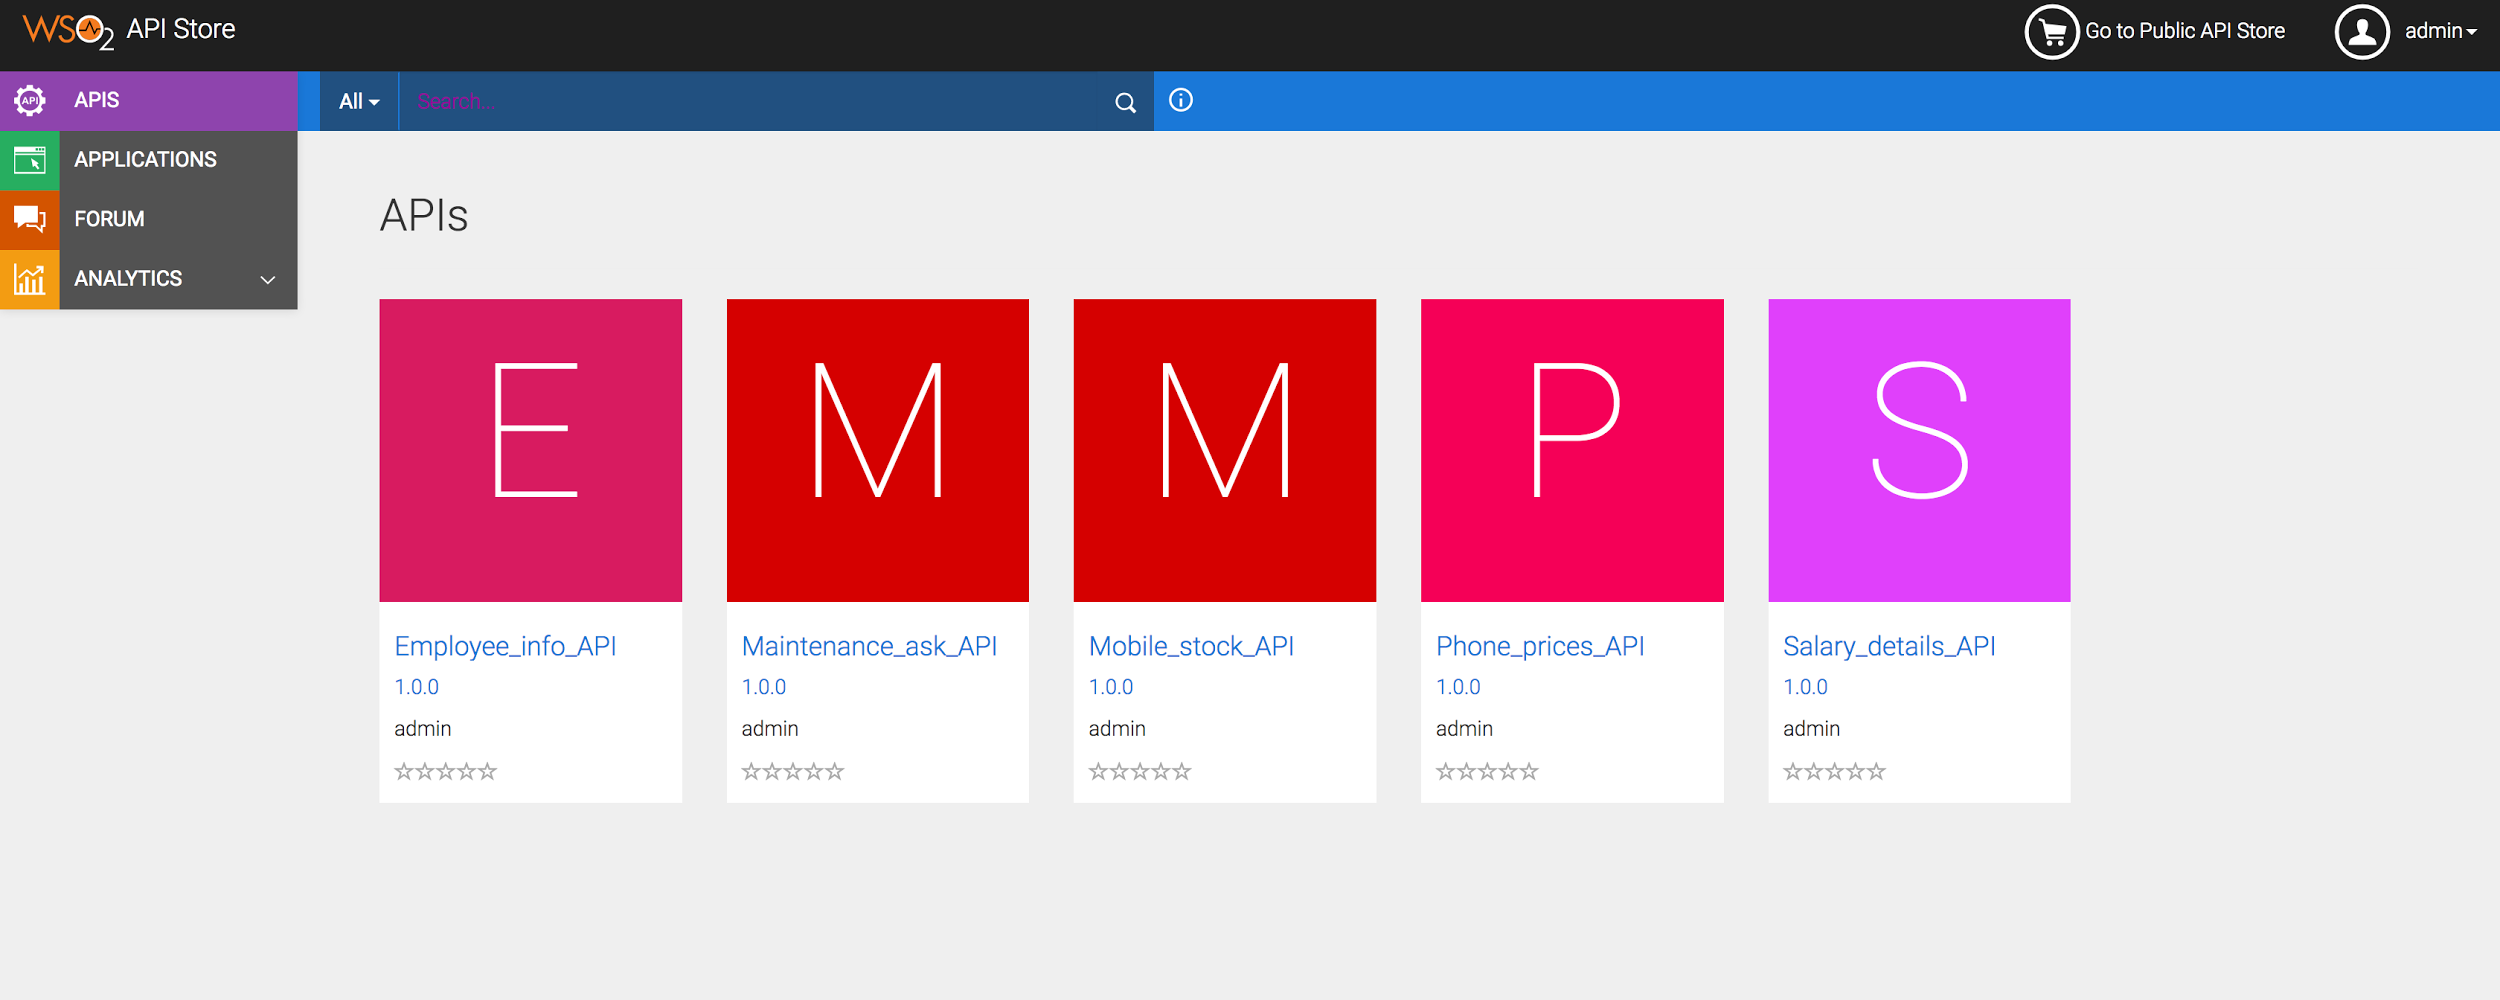 WSO2 API Store
Go to Public API Store
admin
APIS
All
Search...
APPLICATIONS
FORUM
ANALYTICS
APIs
E
M
M
P
S
Employee_info_API
1.0.0
admin
Maintenance_ask_API
1.0.0
admin
Mobile_stock_API
1.0.0
admin
Phone_prices_API
1.0.0
admin
Salary_details_API
1.0.0
admin